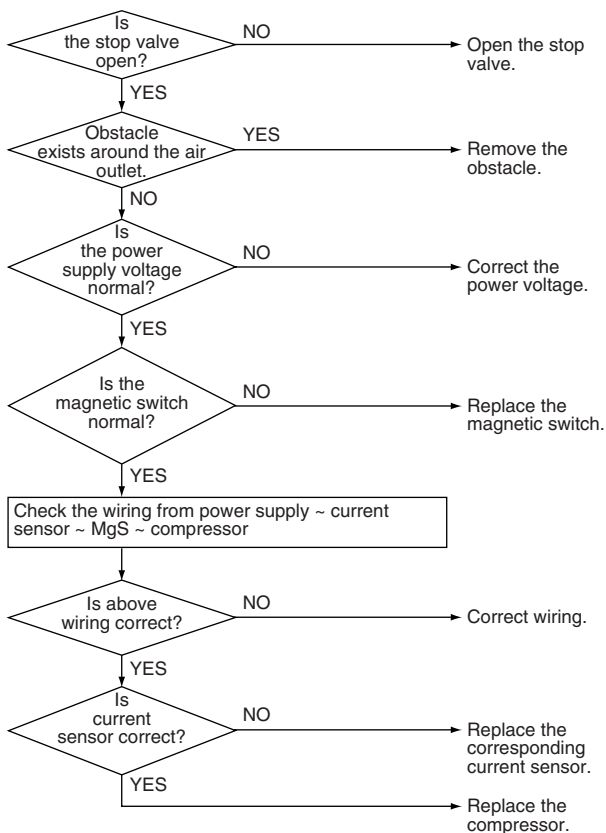 Is
the stop valve
open?
NO
Open the stop
valve.
YES
Obstacle
exists around the air
outlet.
YES
Remove the
obstacle.
NO
Is
the power
supply voltage
normal?
NO
Correct the
power voltage.
YES
Is the
magnetic switch
normal?
NO
Replace the
magnetic switch.
YES
Check the wiring from power supply ~ current
sensor ~ MgS ~ compressor
Is above
wiring correct?
NO
Correct wiring.
YES
Is
current
sensor correct?
NO
Replace the
corresponding
current sensor.
YES
Replace the
compressor.